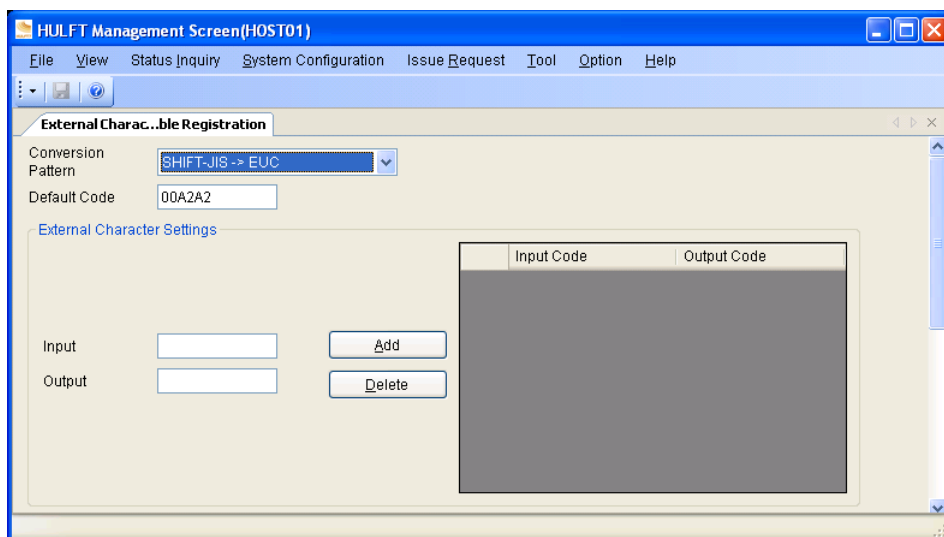 HULFT Management Screen(HOST01)
File View Status Inquiry System Configuration Issue Request Tool Option Help
External Charac...ble Registration
Conversion
Pattern
SHIFT-JIS -> EUC
Default Code 00A2A2
External Character Settings
Input Code Output Code
Input Add
Output Delete